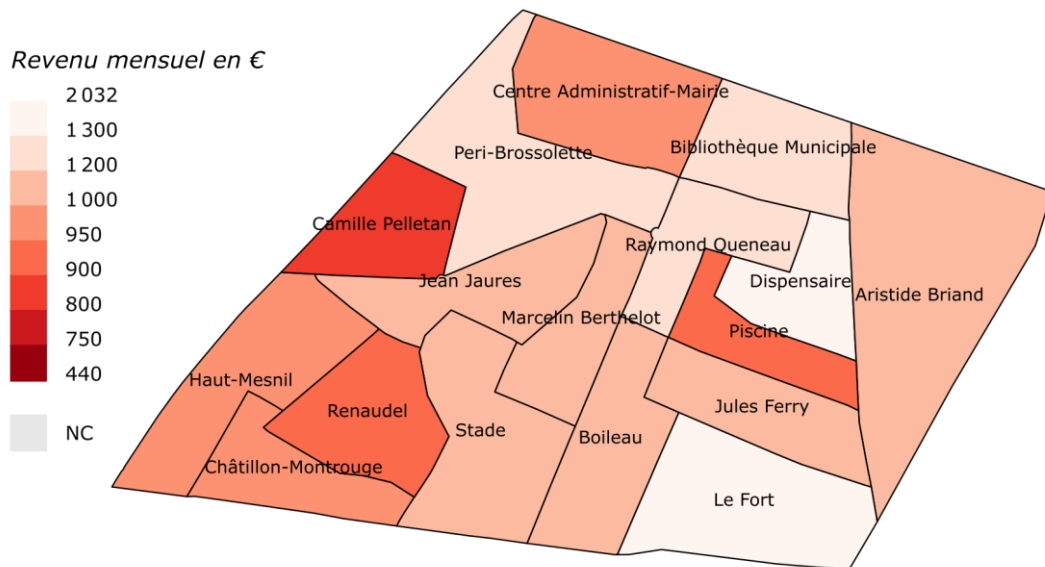 Revenu mensuel en €
2 032
1 300
1 200
1 000
950
900
800
750
440
NC
Centre Administratif-Mairie
Peri-Brossolette
Bibliothèque Municipale
Camille Pelletan
Raymond Queneau
Jean Jaures
Dispensaire
Aristide Briand
Marcelin Berthelot
Piscine
Haut-Mesnil
Renaudel
Jules Ferry
Stade
Boileau
Châtillon-Montrouge
Le Fort